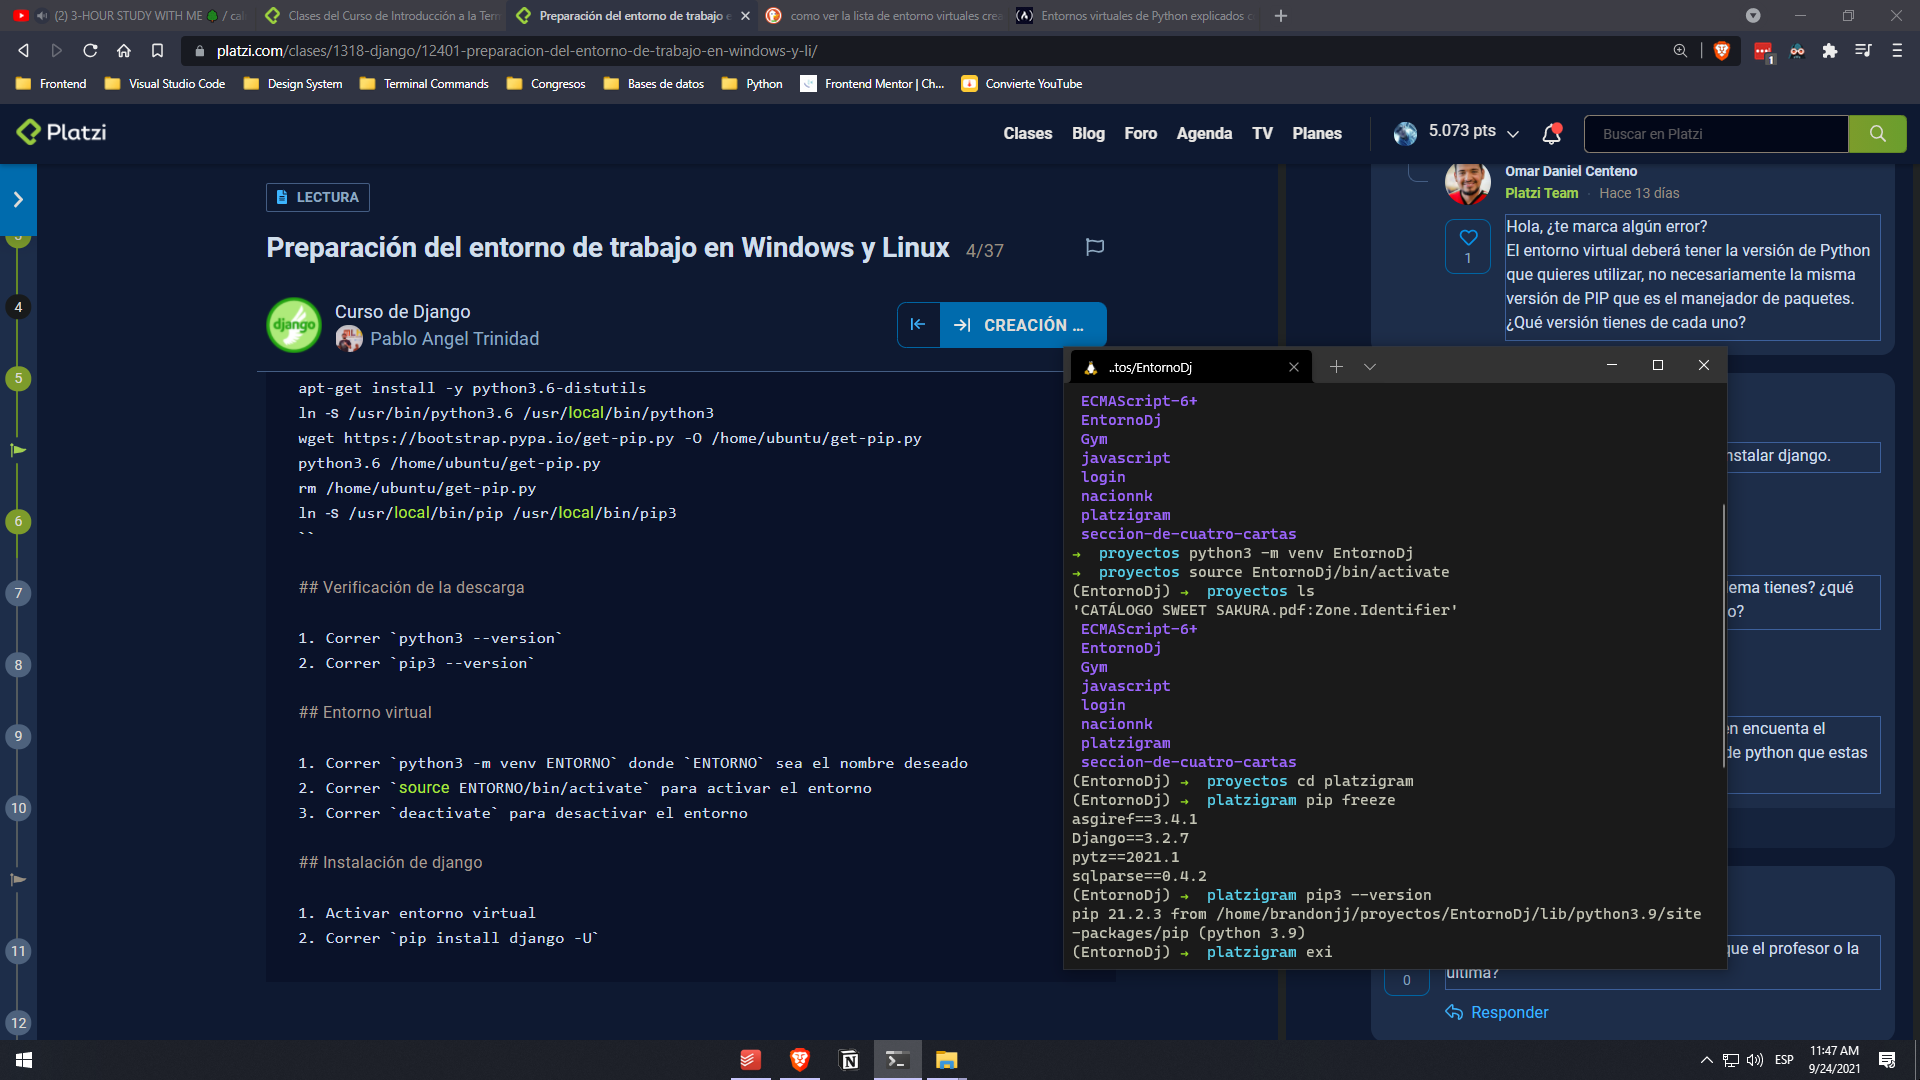 (2) 3-HOUR STUDY WITH ME
Clases del Curso de Introducción a la Term
Preparación del entorno de trabajo e
como ver la lista de entorno virtuales crea
Entornos virtuales de Python explicados
platzi.com/clases/1318-django/12401-preparacion-del-entorno-de-trabajo-en-windows-y-li/
1
Frontend
Visual Studio Code
Design System
Terminal Commands
Congresos
Bases de datos
Python
Frontend Mentor | Ch...
Convierte YouTube
Platzi
Clases
Blog
Foro
Agenda
TV
Planes
5.073 pts
Buscar en Platzi
4
5
6
7
8
9
10
11
12
LECTURA
Preparación del entorno de trabajo en Windows y Linux 4/37
django
Curso de Django
Pablo Angel Trinidad
CREACIÓN ...
apt-get install -y python3.6-distutils
ln -s /usr/bin/python3.6 /usr/local/bin/python3
wget https://bootstrap.pypa.io/get-pip.py -O /home/ubuntu/get-pip.py
python3.6 /home/ubuntu/get-pip.py
rm /home/ubuntu/get-pip.py
ln -s /usr/local/bin/pip /usr/local/bin/pip3
``
## Verificación de la descarga
1. Correr `python3 --version`
2. Correr `pip3 --version`
## Entorno virtual
1. Correr `python3 -m venv ENTORNO` donde `ENTORNO` sea el nombre deseado
2. Correr `source ENTORNO/bin/activate` para activar el entorno
3. Correr `deactivate` para desactivar el entorno
## Instalación de django
1. Activar entorno virtual
2. Correr `pip install django -U`
Omar Daniel Centeno
Platzi Team · Hace 13 días
1
Hola, ¿te marca algún error?
El entorno virtual deberá tener la versión de Python
que quieres utilizar, no necesariamente la misma
versión de PIP que es el manejador de paquetes.
¿Qué versión tienes de cada uno?
nstalar django.
ema tienes? ¿qué
o?
en encuenta el
de python que estas
que el profesor o la
ultima?
0
Responder
..tos/EntornoDj
ECMAScript-6+
EntornoDj
Gym
javascript
login
nacionnk
platzigram
seccion-de-cuatro-cartas
→ proyectos python3 -m venv EntornoDj
→ proyectos source EntornoDj/bin/activate
(EntornoDj) → proyectos ls
'CATÁLOGO SWEET SAKURA.pdf:Zone.Identifier'
ECMAScript-6+
EntornoDj
Gym
javascript
login
nacionnk
platzigram
seccion-de-cuatro-cartas
(EntornoDj) → proyectos cd platzigram
(EntornoDj) → platzigram pip freeze
asgiref==3.4.1
Django==3.2.7
pytz==2021.1
sqlparse==0.4.2
(EntornoDj) → platzigram pip3 --version
pip 21.2.3 from /home/brandonjj/proyectos/EntornoDj/lib/python3.9/site
-packages/pip (python 3.9)
(EntornoDj) → platzigram exi
ESP
11:47 AM
9/24/2021